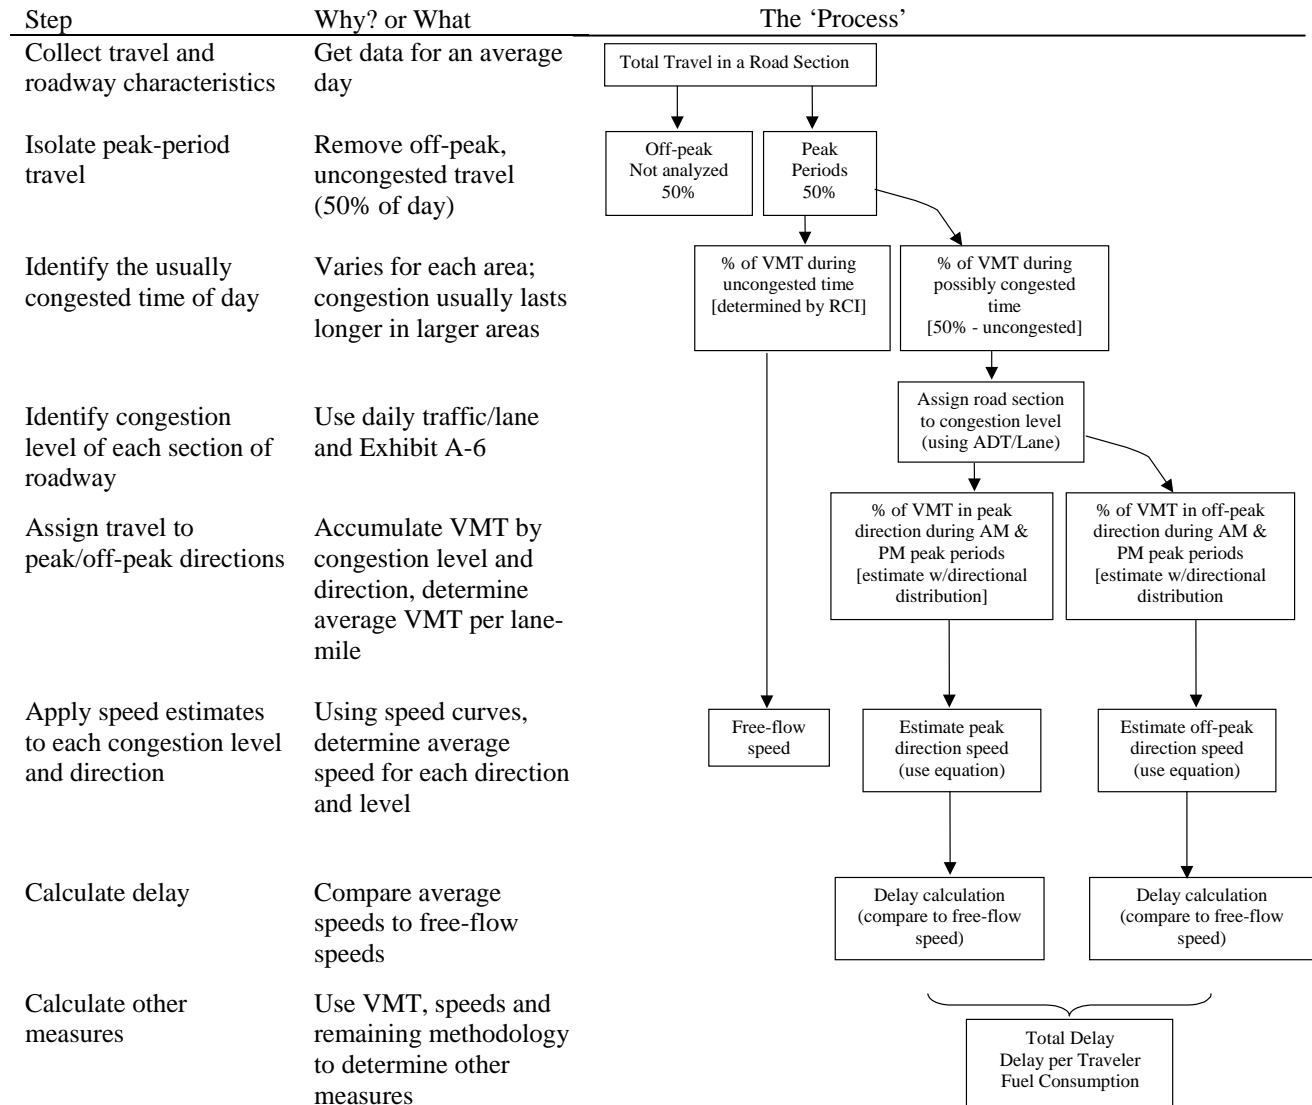 Step
Why? or What
The ‘Process’
Collect travel and
roadway characteristics
Get data for an average
day
Total Travel in a Road Section
Isolate peak-period
travel
Remove off-peak,
uncongested travel
(50% of day)
Off-peak
Not analyzed
50%
Peak
Periods
50%
Identify the usually
congested time of day
Varies for each area;
congestion usually lasts
longer in larger areas
% of VMT during
uncongested time
[determined by RCI]
% of VMT during
possibly congested
time
[50% - uncongested]
Identify congestion
level of each section of
roadway
Use daily traffic/lane
and Exhibit A-6
Assign road section
to congestion level
(using ADT/Lane)
Assign travel to
peak/off-peak directions
Accumulate VMT by
congestion level and
direction, determine
average VMT per lane-
mile
% of VMT in peak
direction during AM &
PM peak periods
[estimate w/directional
distribution]
% of VMT in off-peak
direction during AM &
PM peak periods
[estimate w/directional
distribution
Apply speed estimates
to each congestion level
and direction
Using speed curves,
determine average
speed for each direction
and level
Free-flow
speed
Estimate peak
direction speed
(use equation)
Estimate off-peak
direction speed
(use equation)
Calculate delay
Compare average
speeds to free-flow
speeds
Delay calculation
(compare to free-flow
speed)
Delay calculation
(compare to free-flow
speed)
Calculate other
measures
Use VMT, speeds and
remaining methodology
to determine other
measures
Total Delay
Delay per Traveler
Fuel Consumption